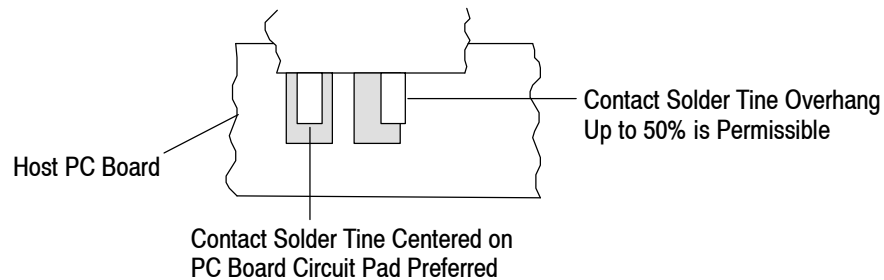 Contact Solder Tine Overhang
Up to 50% is Permissible
Host PC Board
Contact Solder Tine Centered on
PC Board Circuit Pad Preferred